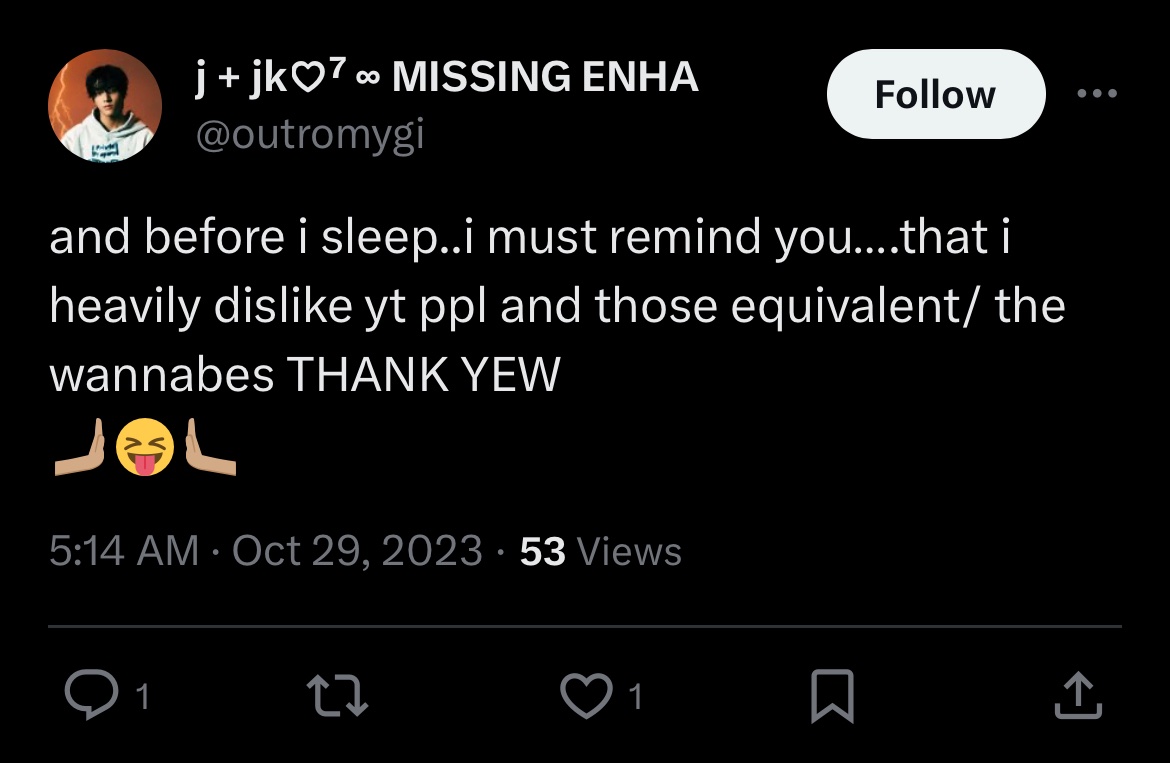 j + jk♡⁷ ∞ MISSING ENHA
@outromygi
Follow
and before i sleep..i must remind you....that i
heavily dislike yt ppl and those equivalent/ the
wannabes THANK YEW
🫸🏽😝🫷🏽
5:14 AM · Oct 29, 2023 · 53 Views
1
1